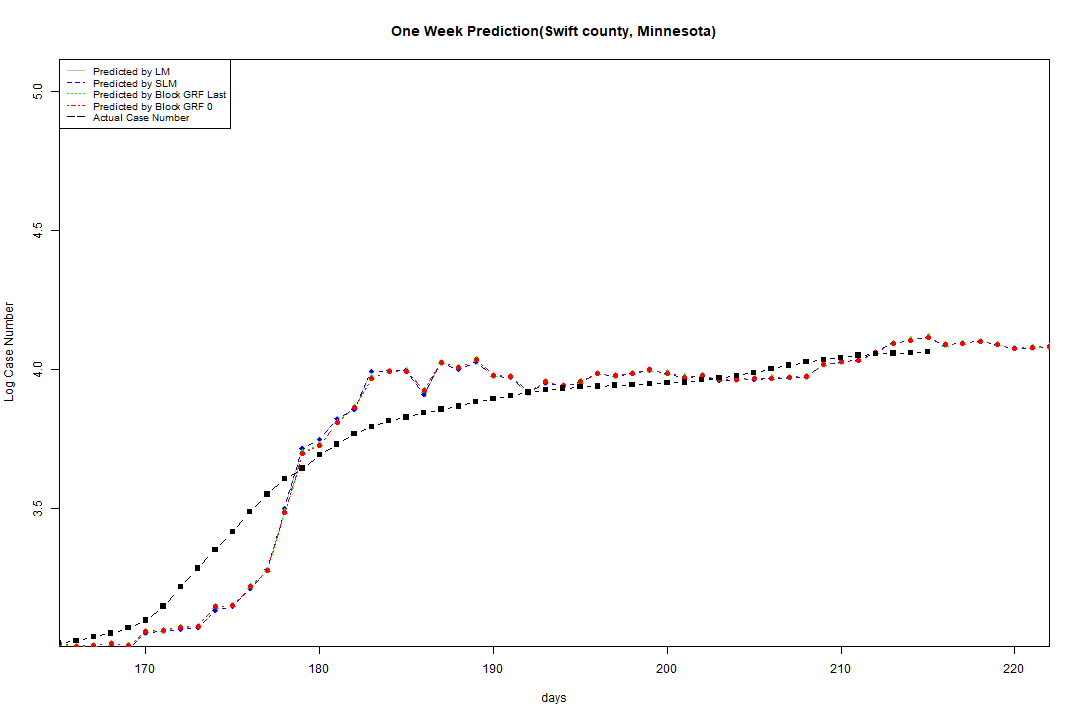 One Week Prediction(Swift county, Minnesota)
Predicted by LM
Predicted by SLM
Predicted by Block GRF Last
Predicted by Block GRF 0
Actual Case Number
5.0
4.5
4.0
3.5
Log Case Number
170 180 190 200 210 220
days